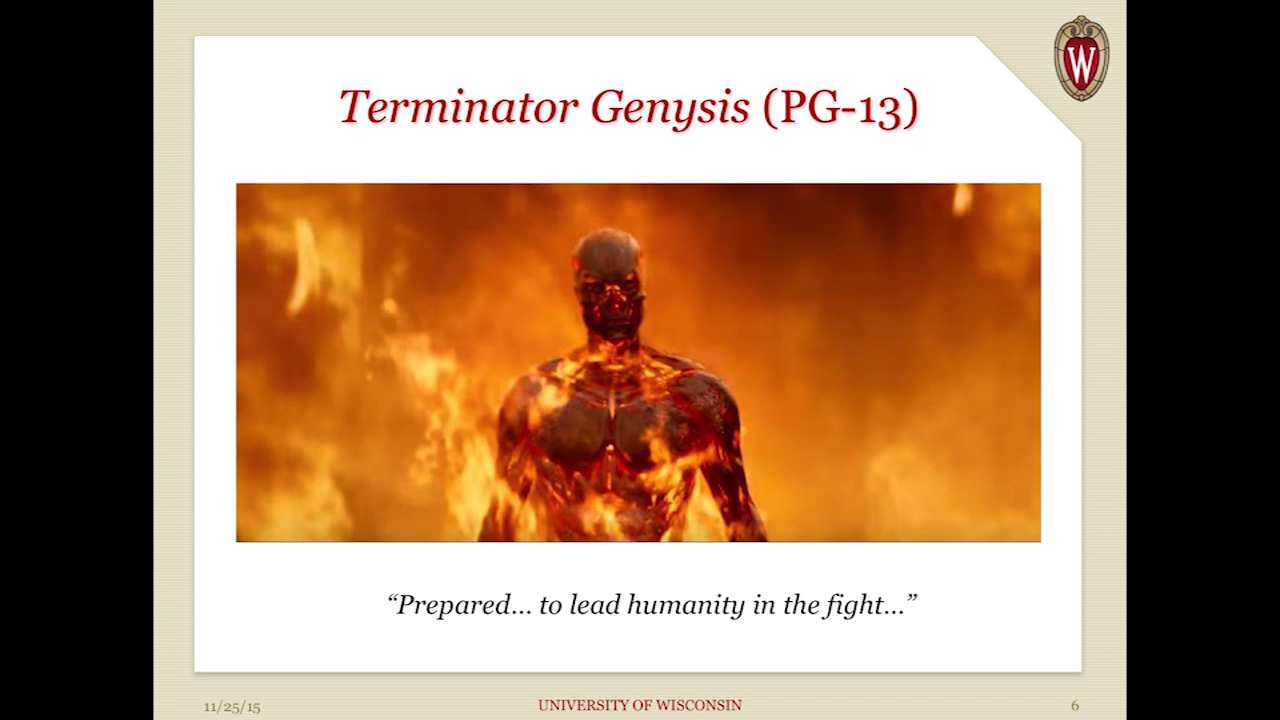 W
Terminator Genysis (PG-13)
“Prepared… to lead humanity in the fight…”
11/25/15
UNIVERSITY OF WISCONSIN
6